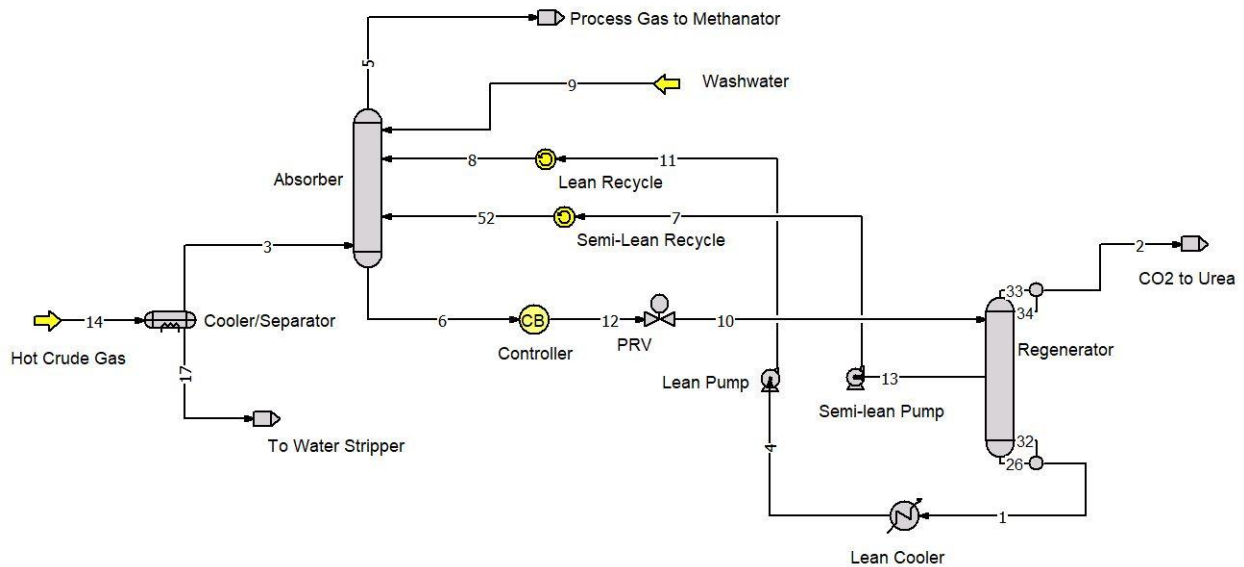 Process Gas to Methanator
5
9
Washwater
8
11
Absorber
Lean Recycle
52
7
Semi-Lean Recycle
3
2
CO2 to Urea
33
34
14
Cooler/Separator
6
CB
12
10
Hot Crude Gas
Controller
PRV
Regenerator
17
Lean Pump
13
Semi-lean Pump
To Water Stripper
4
32
26
1
Lean Cooler